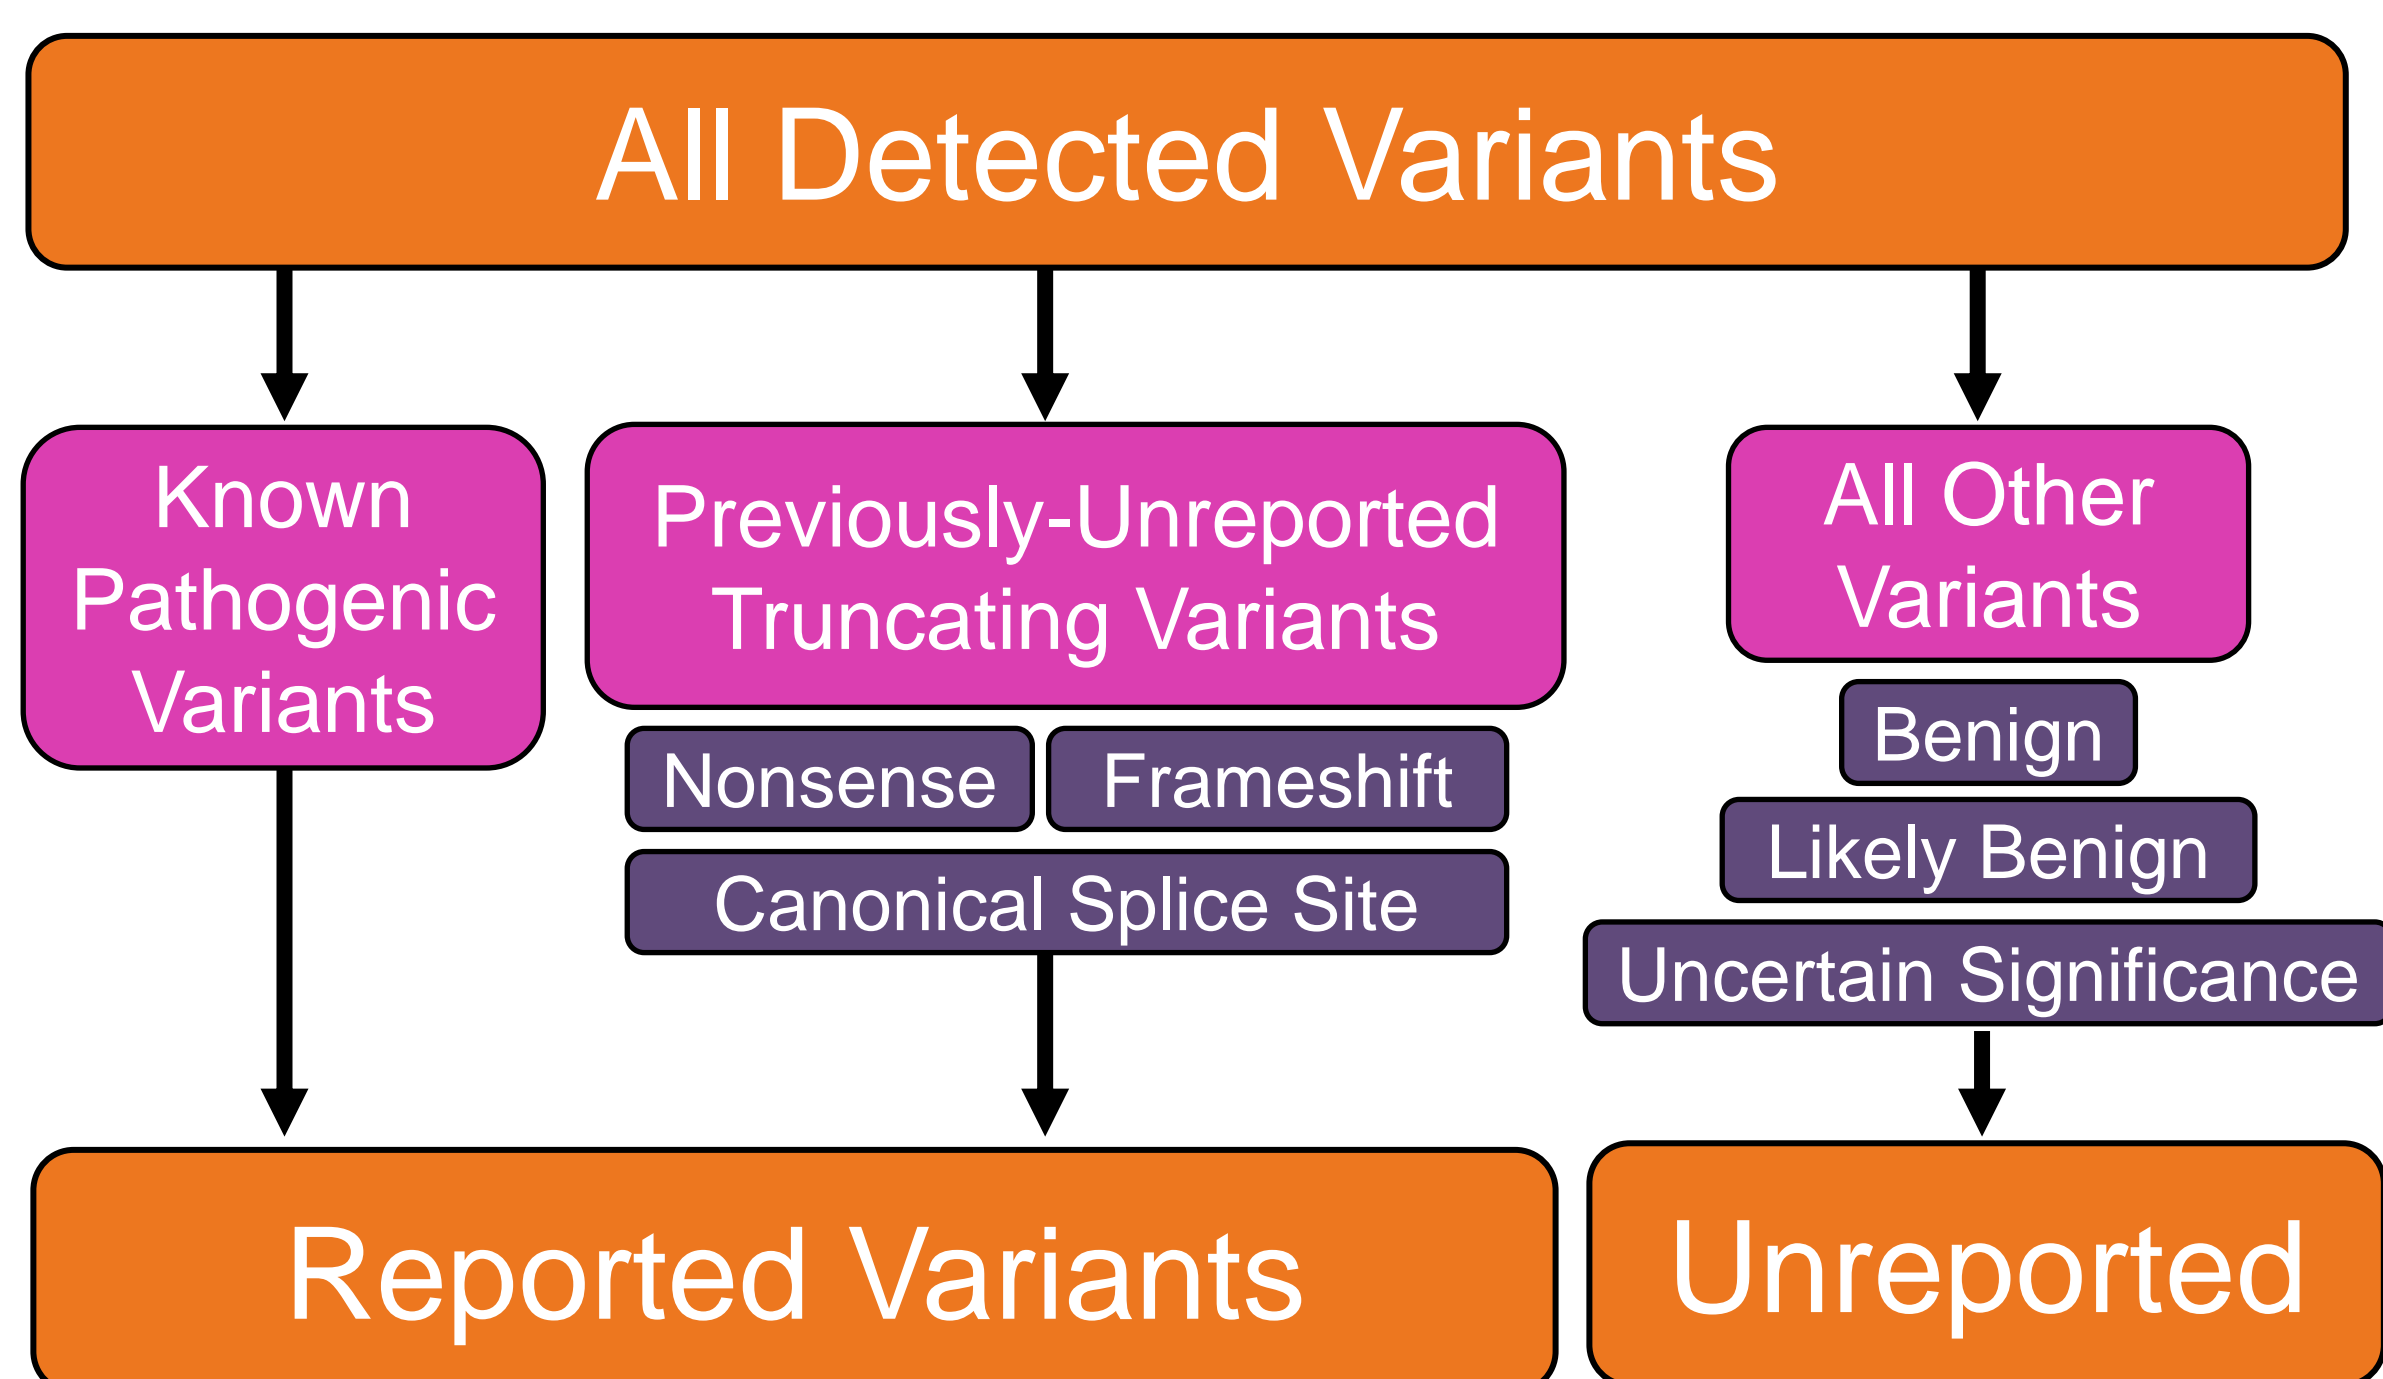 All Detected Variants
Known
Pathogenic
Variants
Previously-Unreported
Truncating Variants
Nonsense
Frameshift
Canonical Splice Site
All Other
Variants
Benign
Likely Benign
Uncertain Significance
Reported Variants
Unreported